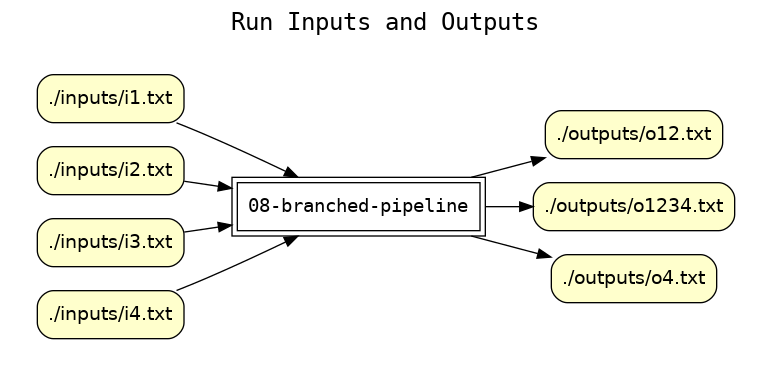 Run Inputs and Outputs
./inputs/i1.txt
./inputs/i2.txt
./inputs/i3.txt
./inputs/i4.txt
08-branched-pipeline
./outputs/o12.txt
./outputs/o1234.txt
./outputs/o4.txt